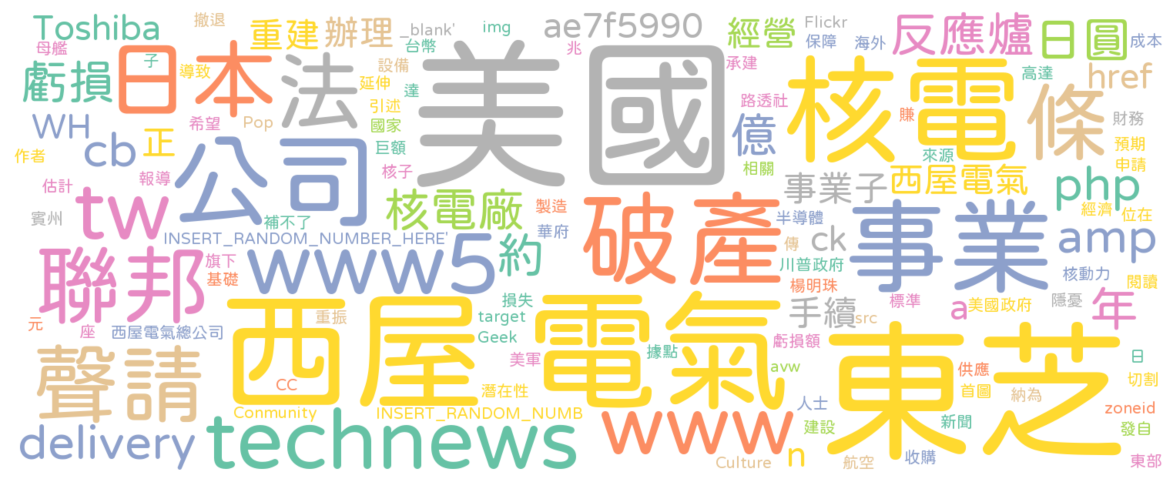 Toshiba
撤退
重建
辦理
_blank'
img
ae7f5990
經營
Flickr
保障
海外
反應爐
日圓
成本
母艦
子
導致
台幣
設備
兆
承建
虧損
日本
法
延伸
達
美國
核電
高達
href
引述
國家
路透社
億
賺
條
財務
WH
cb
正
希望
Pop
巨額
預期
作者
報導
公司
核子
來源
相關
申請
估計
tw
核電廠
製造
破產
事業子
西屋電氣
php
賓州
補不了
半導體
事業
經濟
位在
INSERT_RANDOM_NUMBER_HERE'
華府
傳
ck
amp
聯邦
旗下
基礎
www5
約
川普政府
楊明珠
核動力
閱讀
元
座
西屋電氣總公司
重振
損失
target
手續
標準
a
美國政府
隱憂
年
聲請
西屋
電氣
Geek
美軍
據點
虧損額
src
東芝
日
CC
潛在性
avw
供應
首圖
納為
切割
Conmunity
INSERT_RANDOM_NUMB
人士
zoneid
delivery
technews
www
建設
新聞
發自
n
Culture
航空
收購
東部